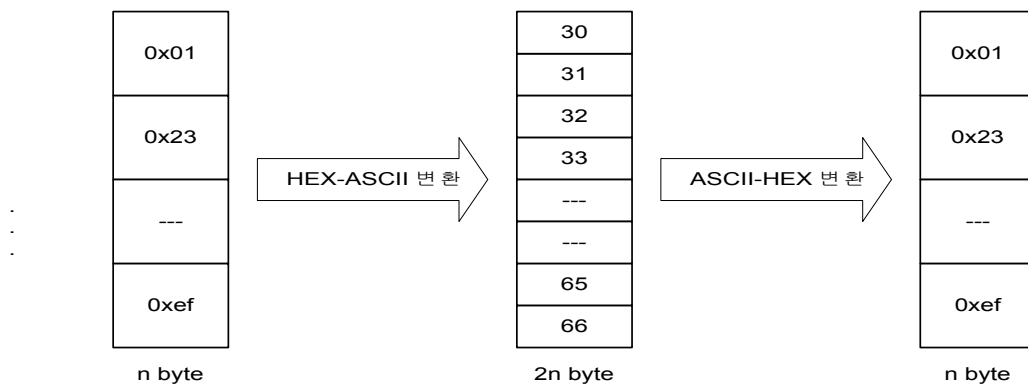 0x01
0x23
---
0xef
n byte
HEX-ASCII 변환
30
31
32
33
---
---
65
66
2n byte
ASCII-HEX 변환
0x01
0x23
---
0xef
n byte